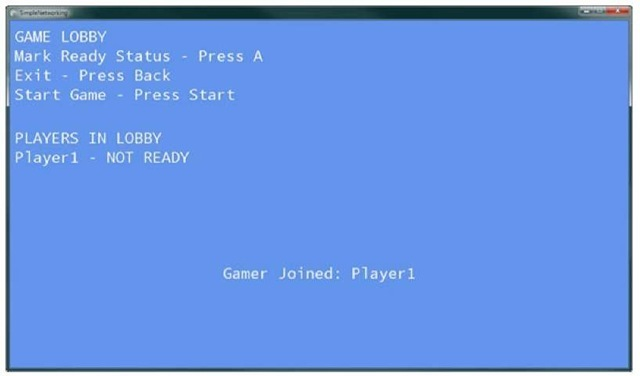 SimpleNetworking
GAME LOBBY
Mark Ready Status - Press A
Exit - Press Back
Start Game - Press Start
PLAYERS IN LOBBY
Player1 - NOT READY
Gamer Joined: Player1